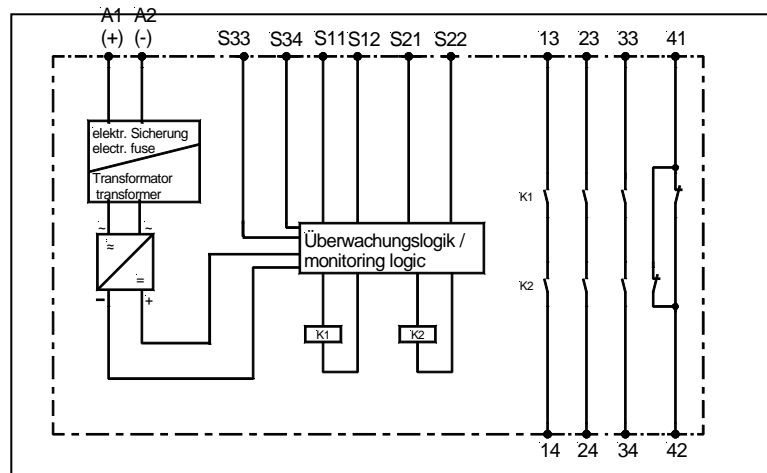 A1 A2
(+) (-) S33 S34 S11 S12 S21 S22 13 23 33 41
elektr. Sicherung
electr. fuse
Transformator
transformer
~ ~
≈
=
− +
Überwachungslogik /
monitoring logic
K1 K2
K1
K2
14 24 34 42